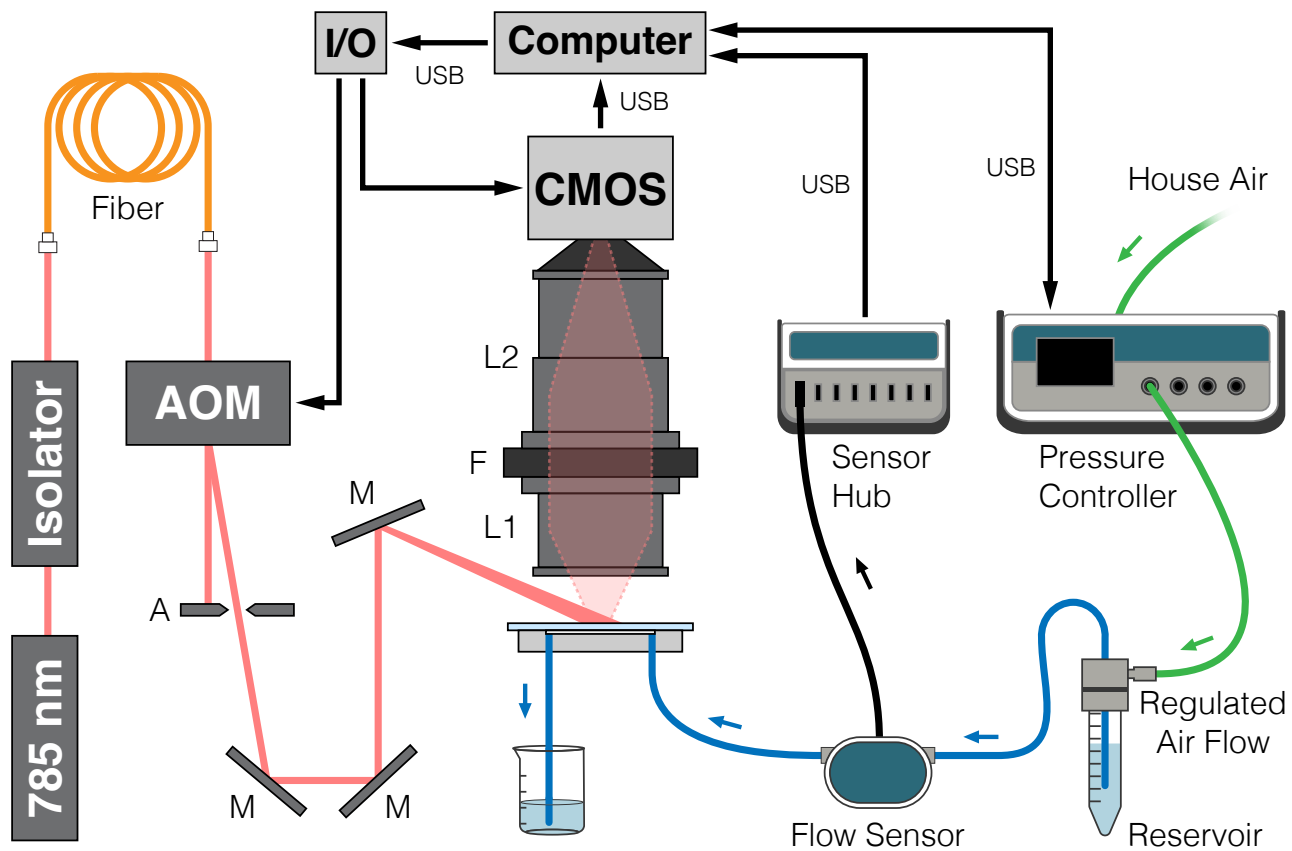 I/O
Computer
USB
USB
CMOS
USB
USB
House Air
Fiber
Isolator
AOM
L2
F
L1
M
A
785 nm
M
M
Sensor
Hub
Pressure
Controller
Regulated
Air Flow
Flow Sensor
Reservoir